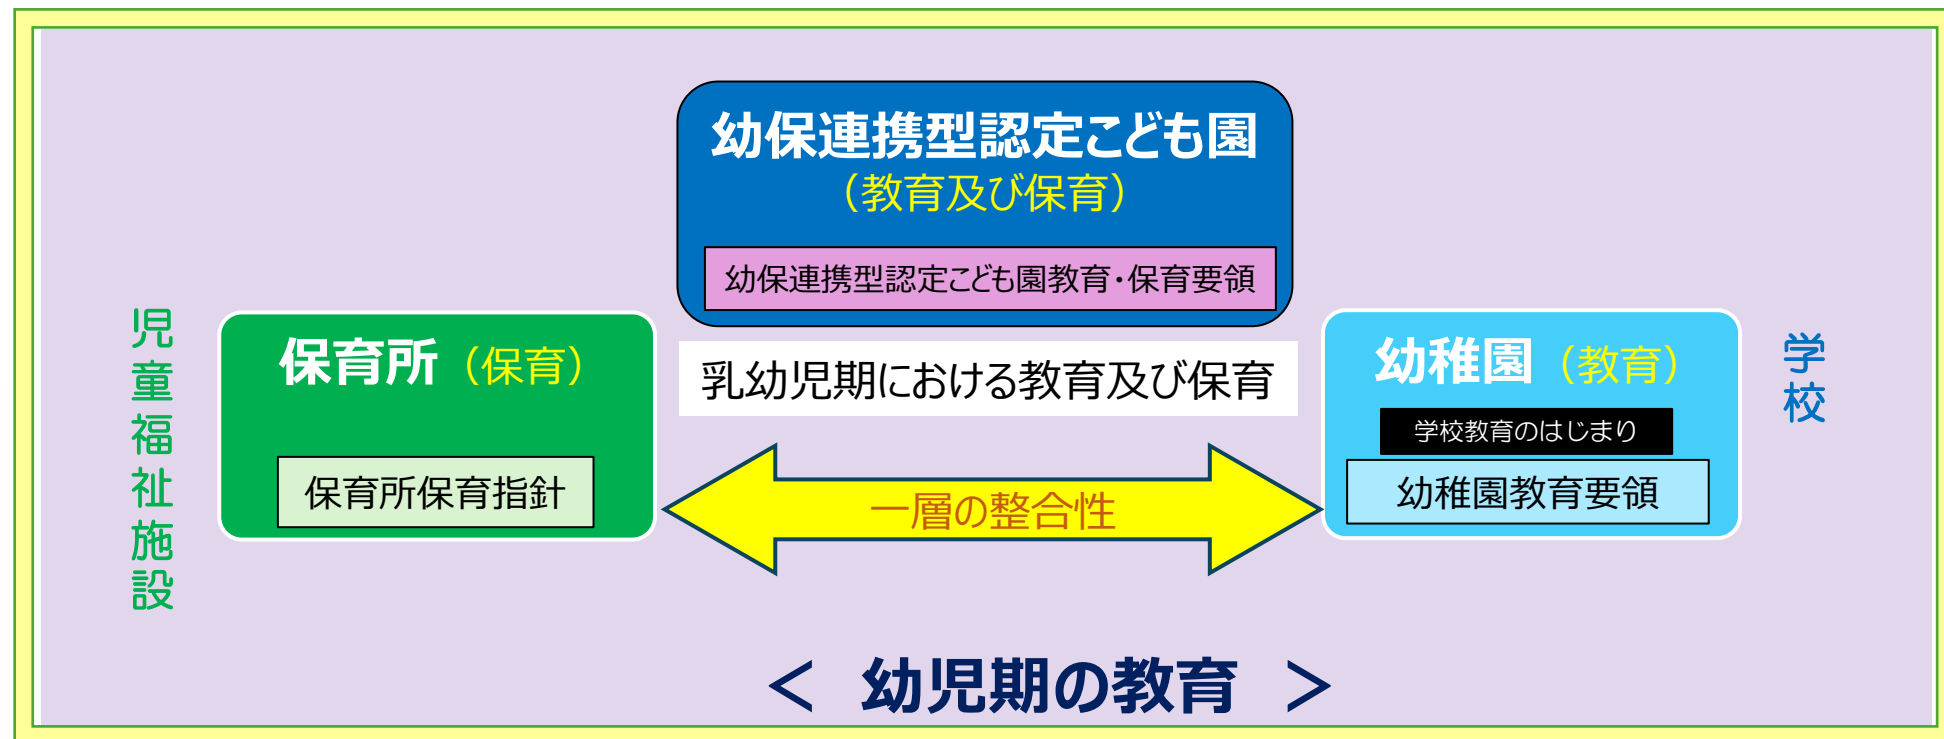 幼保連携型認定こども園
（教育及び保育）
幼保連携型認定こども園教育・保育要領
児童福祉施設
保育所（保育）
保育所保育指針
乳幼児期における教育及び保育
一層の整合性
幼稚園（教育）
学校教育のはじまり
幼稚園教育要領
学校
＜ 幼児期の教育 ＞